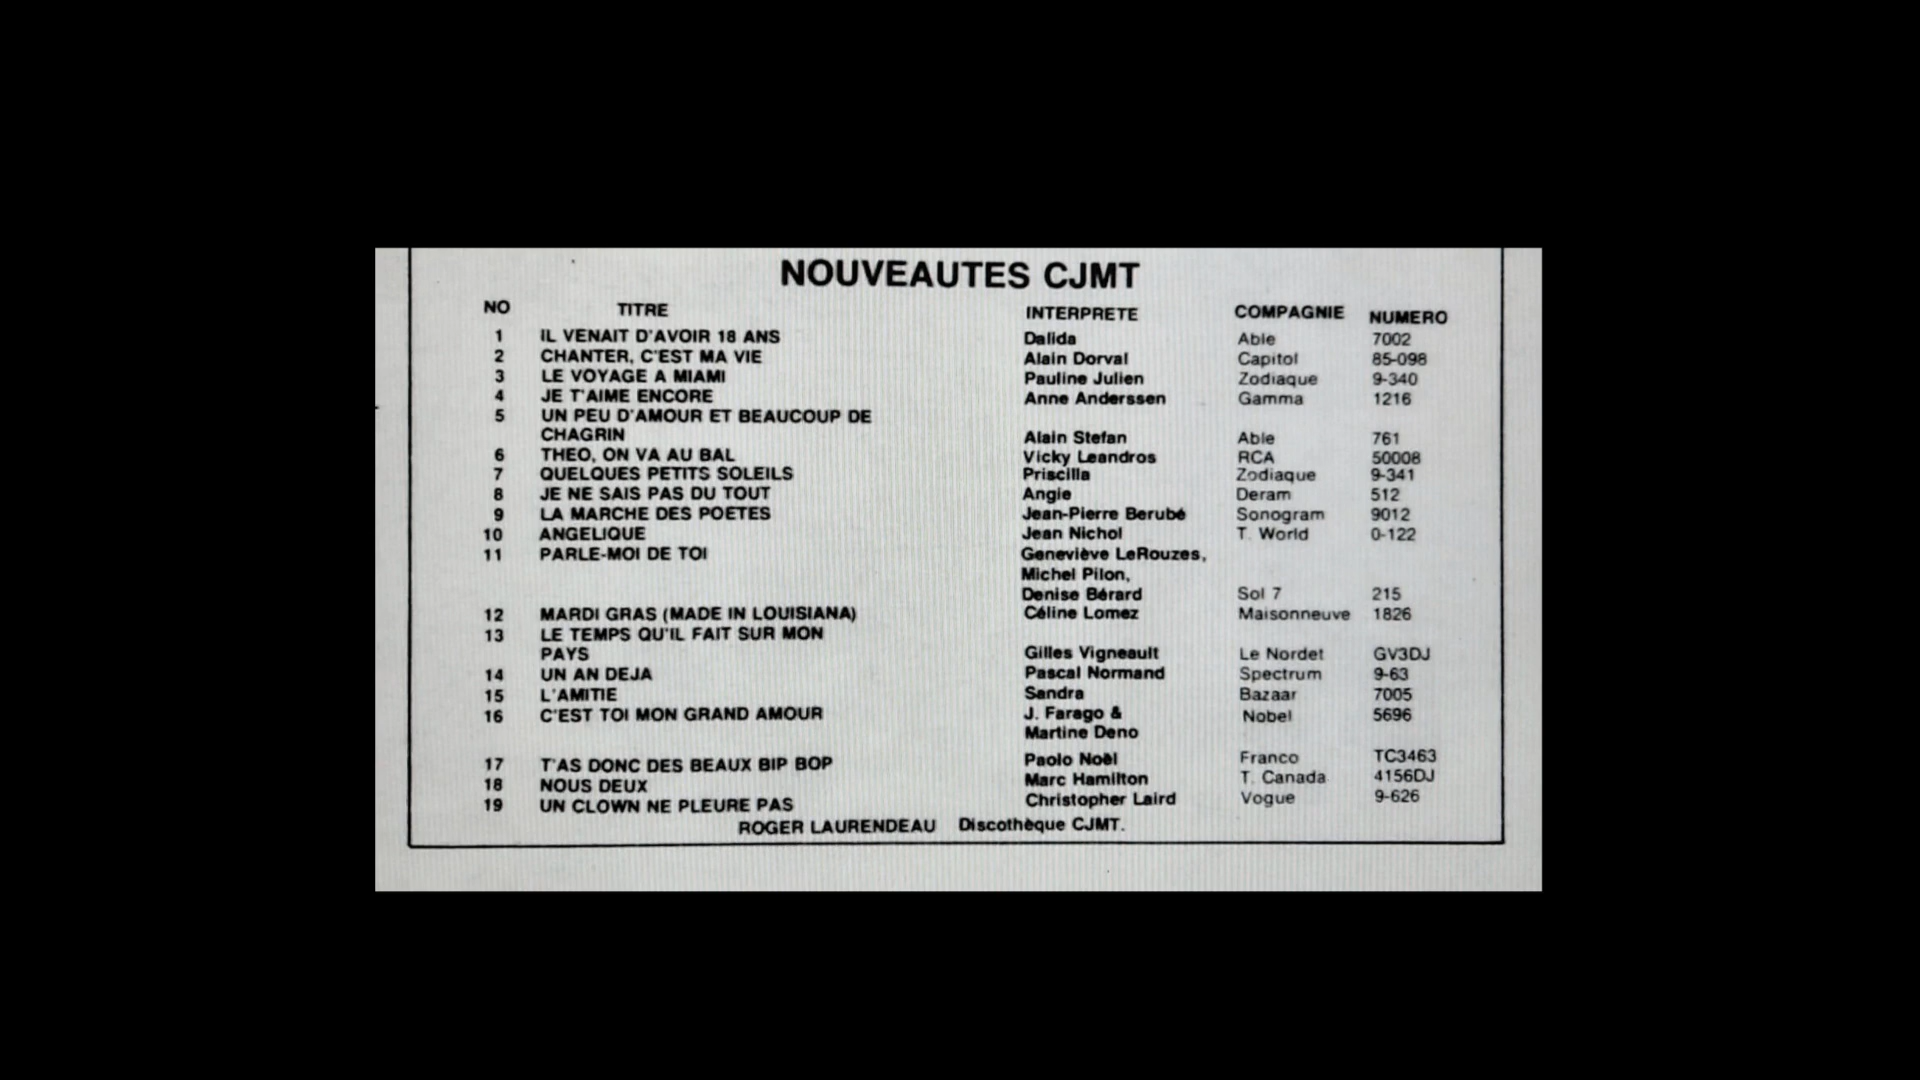 NOUVEAUTES CJMT
NO TITRE INTERPRETE COMPAGNIE NUMERO
1 IL VENAIT D'AVOIR 18 ANS Dalida Able 7002
2 CHANTER, C'EST MA VIE Alain Dorval Capitol 85-098
3 LE VOYAGE A MIAMI Pauline Julien Zodiaque 9-340
4 JE T'AIME ENCORE Anne Anderssen Gamma 1216
5 UN PEU D'AMOUR ET BEAUCOUP DE
CHAGRIN Alain Stefan Able 761
6 THEO, ON VA AU BAL Vicky Leandros RCA 50008
7 QUELQUES PETITS SOLEILS Priscilla Zodiaque 9-341
8 JE NE SAIS PAS DU TOUT Angie Deram 512
9 LA MARCHE DES POETES Jean-Pierre Berubé Sonogram 9012
10 ANGELIQUE Jean Nichol T. World 0-122
11 PARLE-MOI DE TOI Geneviève LeRouzes,
Michel Pilon,
Denise Bérard Sol 7 215
12 MARDI GRAS (MADE IN LOUISIANA) Céline Lomez Maisonneuve 1826
13 LE TEMPS QU'IL FAIT SUR MON
PAYS Gilles Vigneault Le Nordet GV3DJ
14 UN AN DEJA Pascal Normand Spectrum 9-63
15 L'AMITIE Sandra Bazaar 7005
16 C'EST TOI MON GRAND AMOUR J. Farago & Nobel 5696
Martine Deno
17 T'AS DONC DES BEAUX BIP BOP Paolo Noël Franco TC3463
18 NOUS DEUX Marc Hamilton T. Canada 4156DJ
19 UN CLOWN NE PLEURE PAS Christopher Laird Vogue 9-626
ROGER LAURENDEAU Discothèque CJMT.